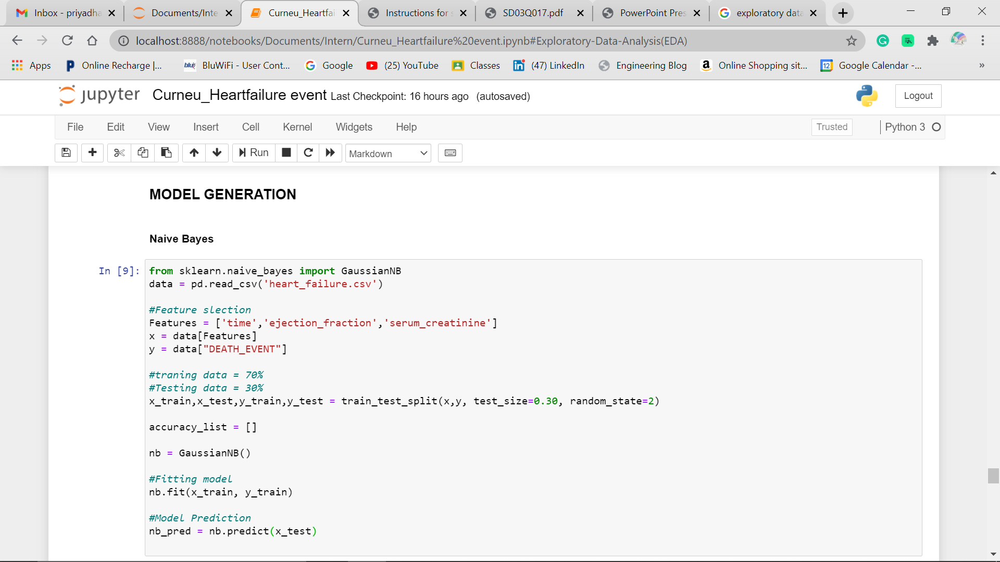 Inbox - priyadha
Documents/Inte
Curneu_Heartfai
Instructions for s
SD03Q017.pdf
PowerPoint Pres
exploratory data
localhost:8888/notebooks/Documents/Intern/Curneu_Heartfailure%20event.ipynb#Exploratory-Data-Analysis(EDA)
Apps
Online Recharge |...
BluWiFi - User Cont...
Google
(25) YouTube
Classes
(47) LinkedIn
Engineering Blog
Online Shopping sit...
Google Calendar -...
jupyter Curneu_Heartfailure event Last Checkpoint: 16 hours ago (autosaved)
Logout
File Edit View Insert Cell Kernel Widgets Help
Trusted
Python 3
Run
Markdown
MODEL GENERATION
Naive Bayes
In [9]:
from sklearn.naive_bayes import GaussianNB
data = pd.read_csv('heart_failure.csv')
#Feature slection
Features = ['time','ejection_fraction','serum_creatinine']
x = data[Features]
y = data["DEATH_EVENT"]
#traning data = 70%
#Testing data = 30%
x_train,x_test,y_train,y_test = train_test_split(x,y, test_size=0.30, random_state=2)
accuracy_list = []
nb = GaussianNB()
#Fitting model
nb.fit(x_train, y_train)
#Model Prediction
nb_pred = nb.predict(x_test)